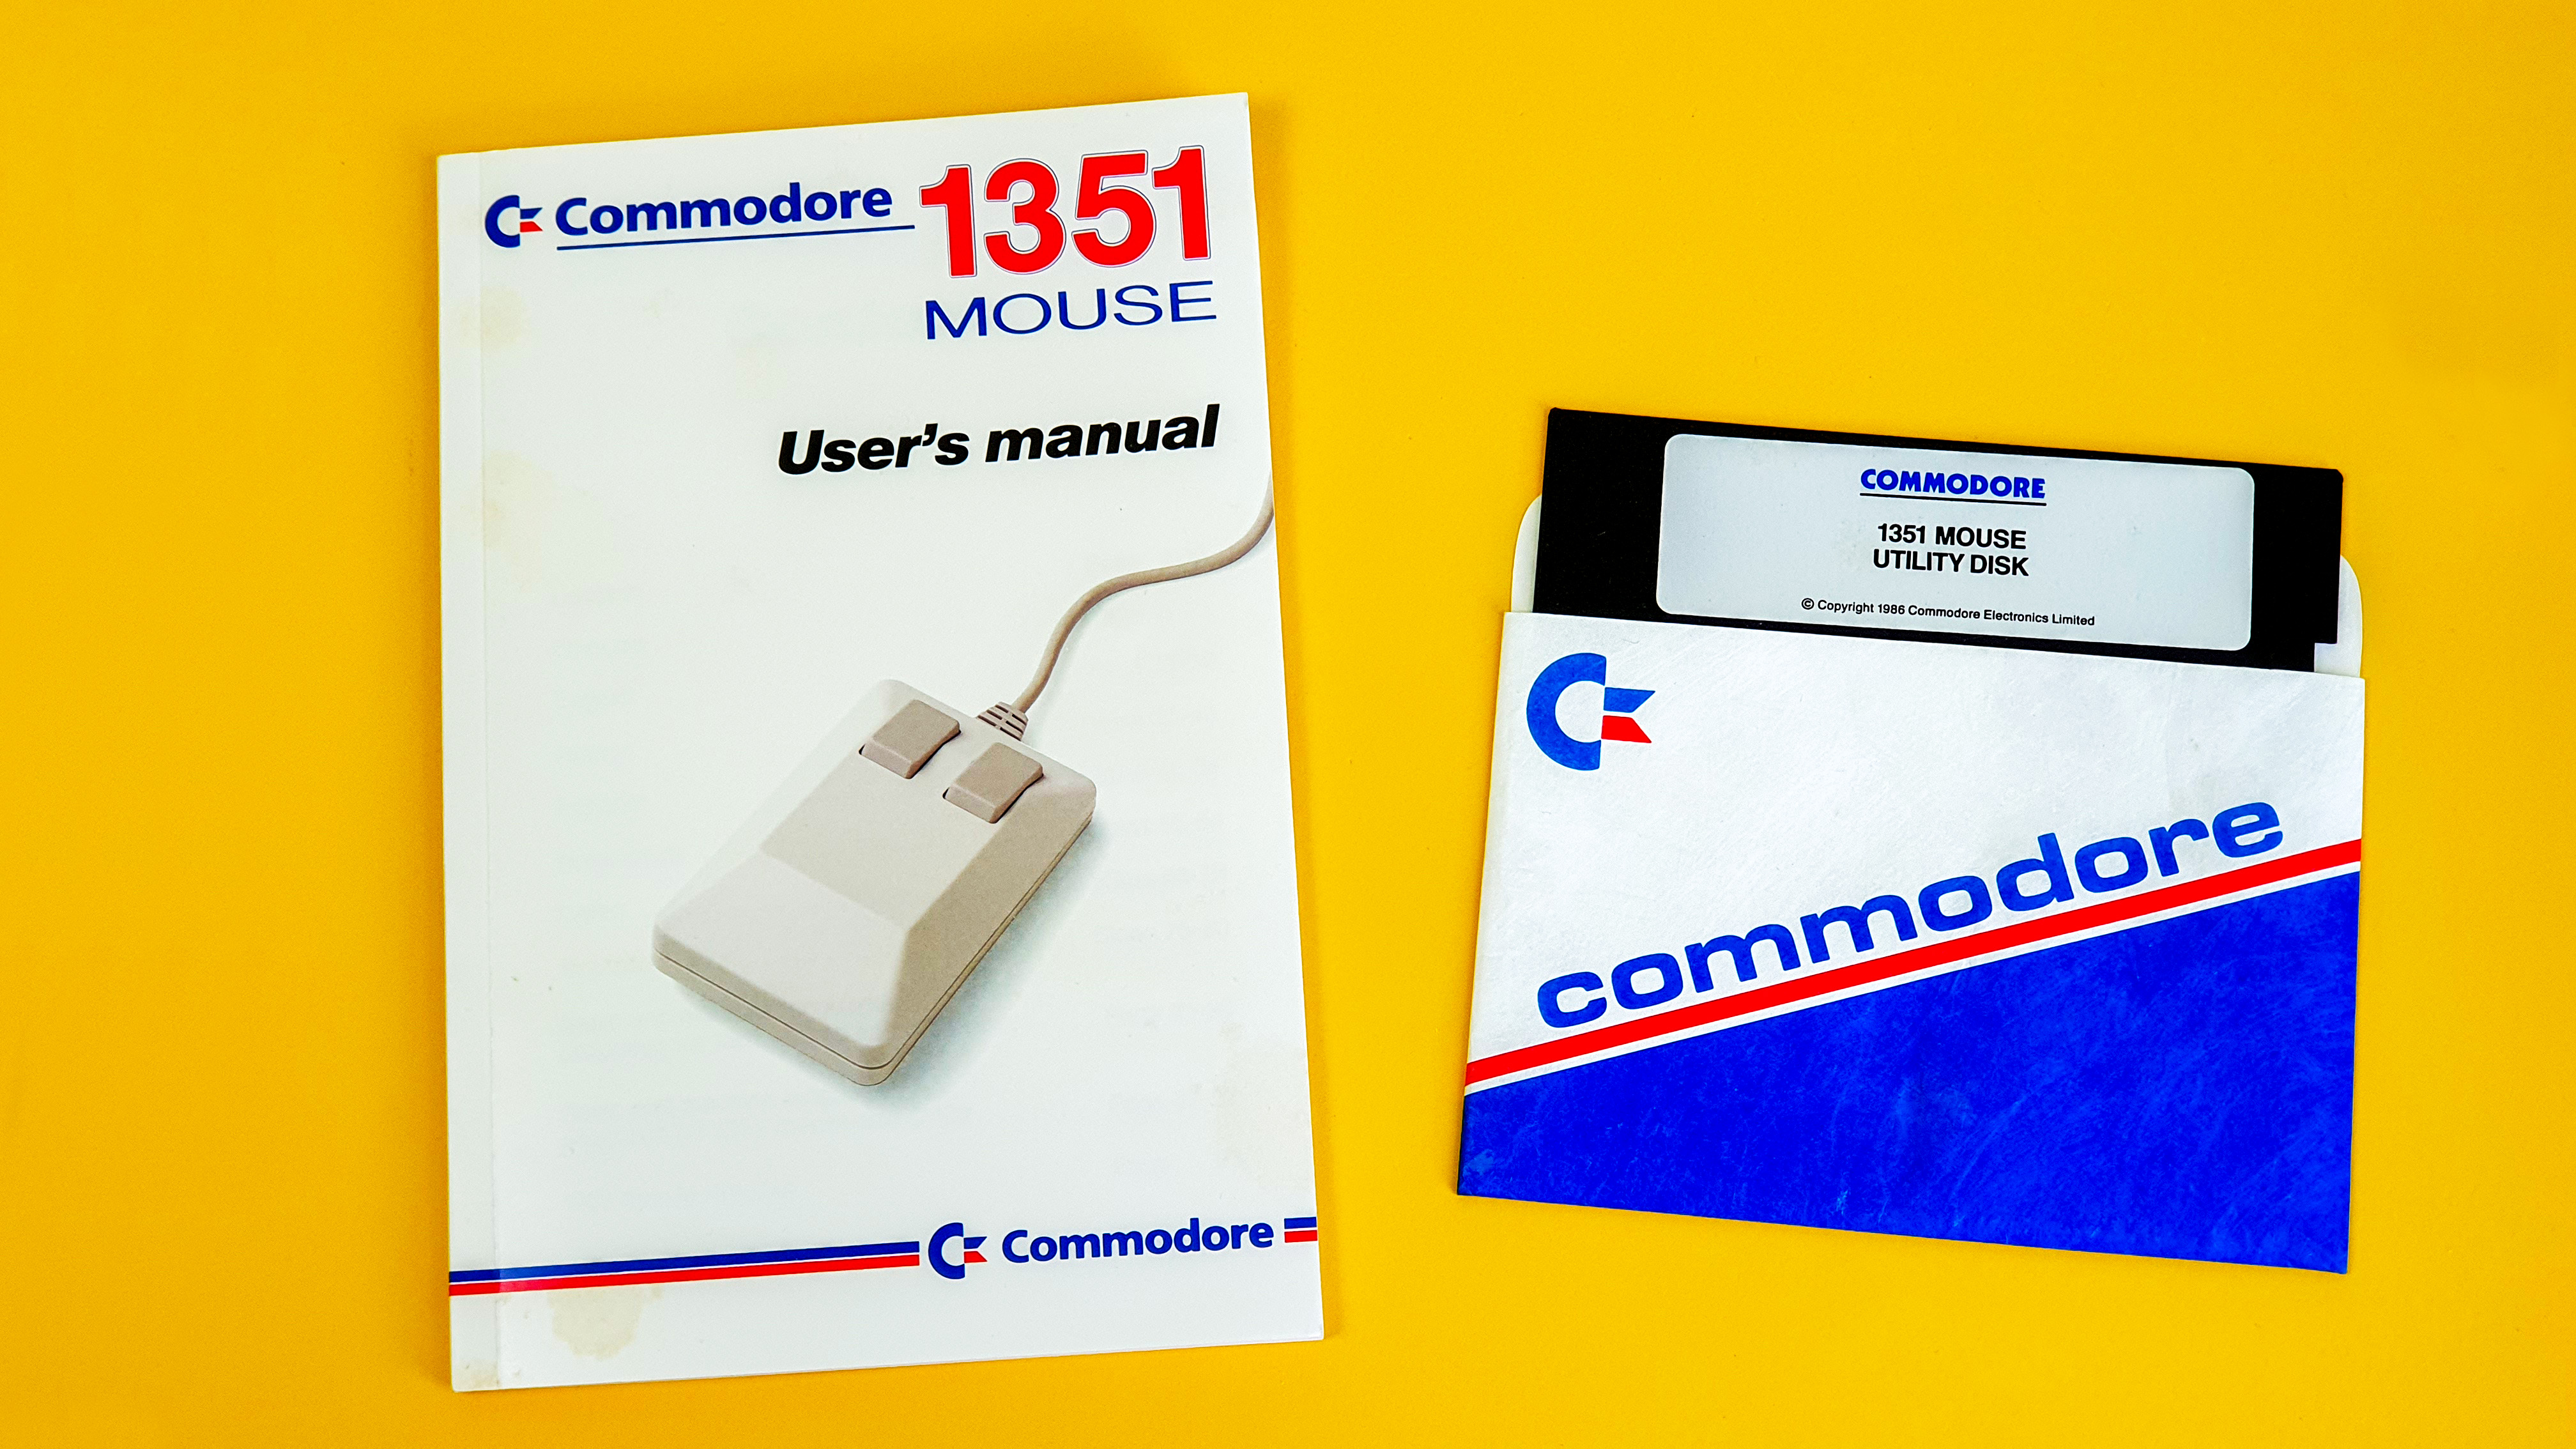 Commodore 1351
MOUSE
User's manual
Commodore
COMMODORE
1351 MOUSE
UTILITY DISK
© Copyright 1986 Commodore Electronics Limited
commodore